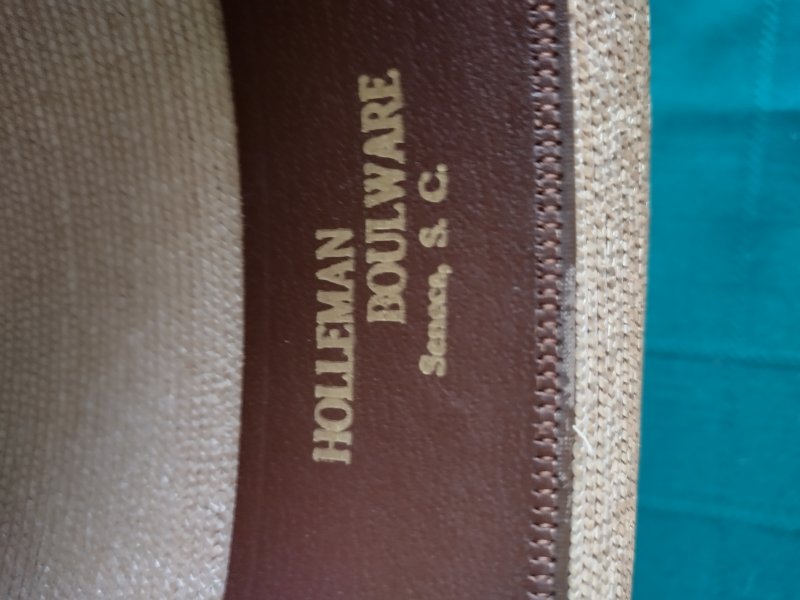 HOLLEMAN
BOULWARE
Seneca, S. C.